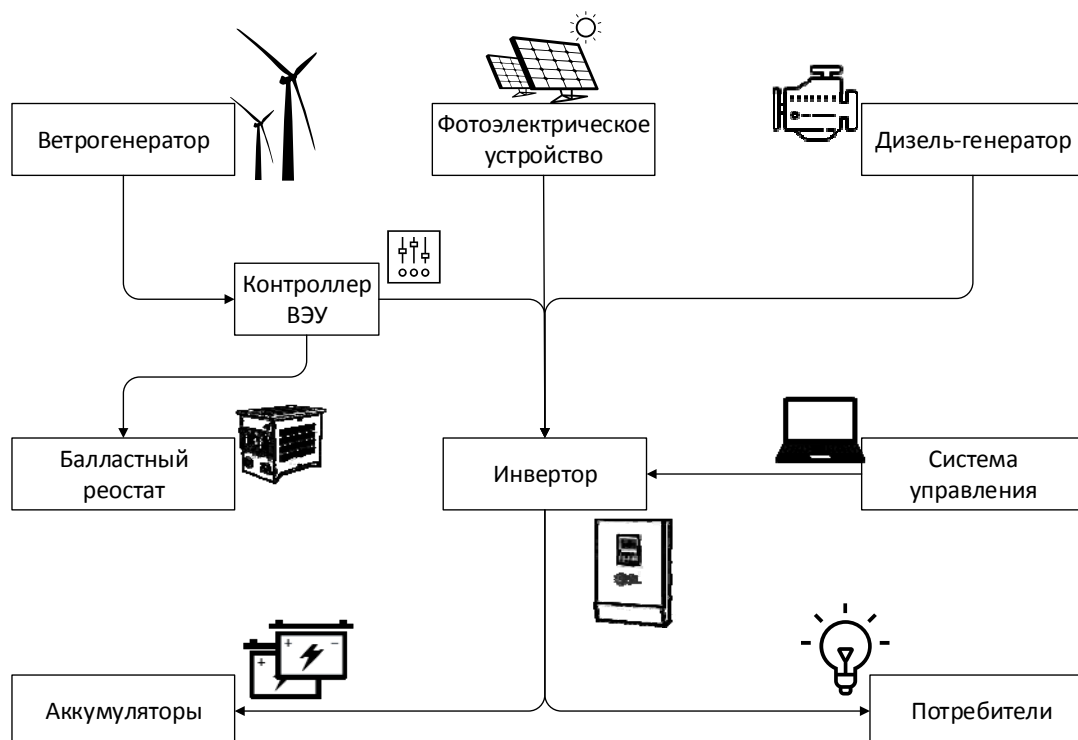 Ветрогенератор
Фотоэлектрическое
устройство
Дизель-генератор
Контроллер
ВЭУ
Балластный
реостат
Инвертор
Система
управления
Аккумуляторы
Потребители